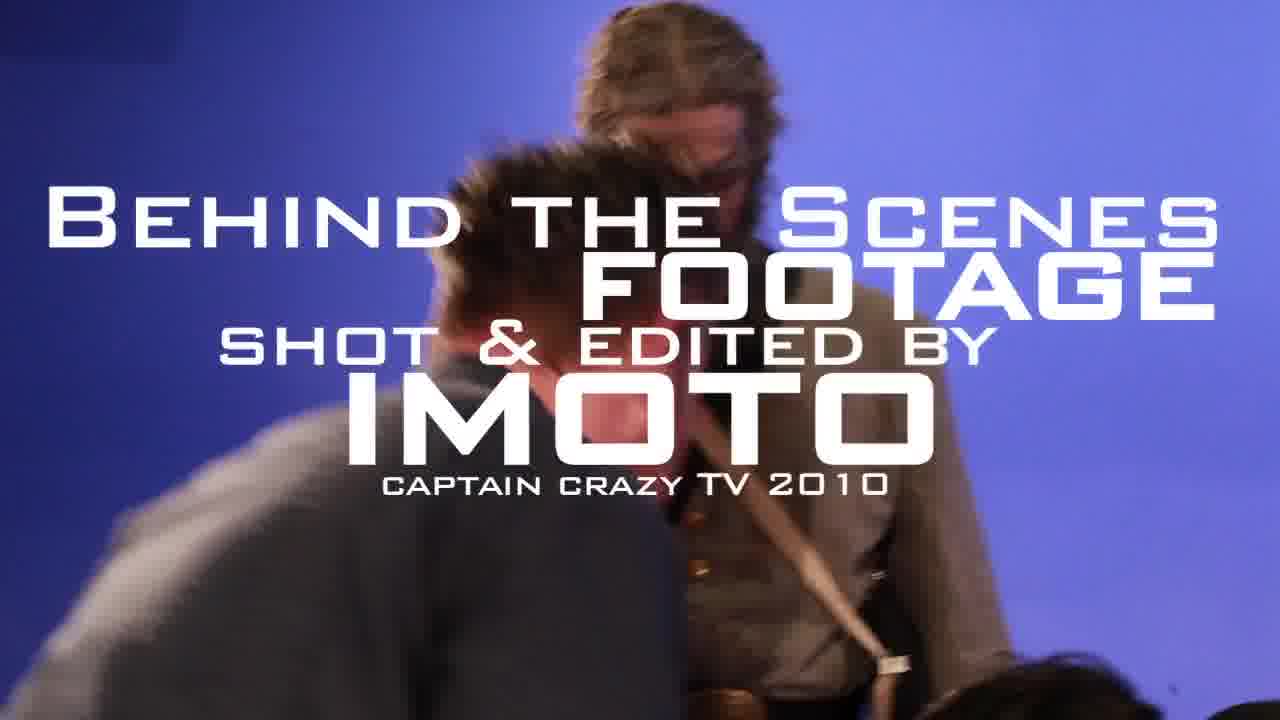 Behind the Scenes
FOOTAGE
SHOT & EDITED BY
IMOTO
CAPTAIN CRAZY TV 2010